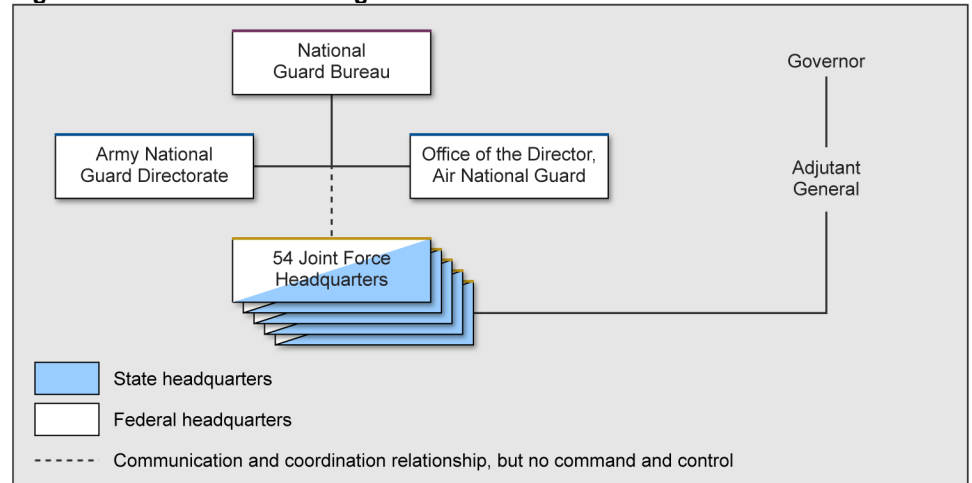 National
Guard Bureau
Governor
Army National
Guard Directorate
Office of the Director,
Air National Guard
Adjutant
General
54 Joint Force
Headquarters
State headquarters
Federal headquarters
Communication and coordination relationship, but no command and control